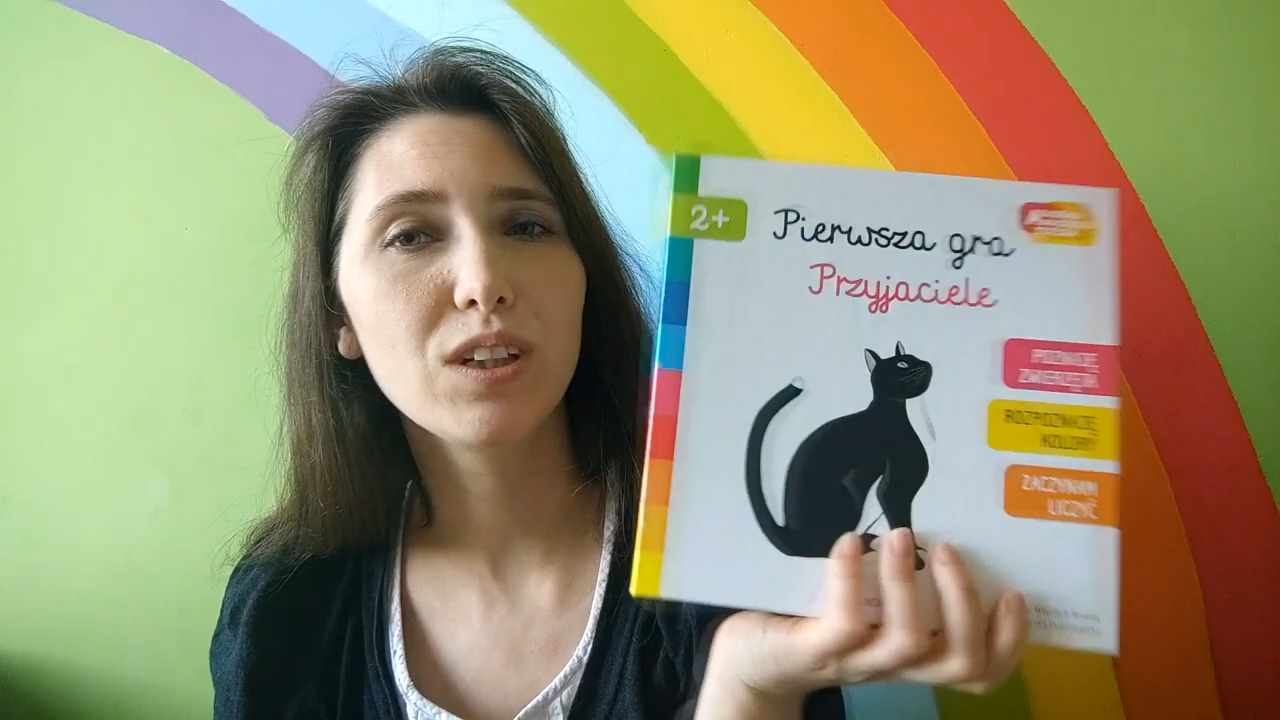 2+
Pierwsza gra
Przyjaciele
POZNAJĘ
ZWIERZĘTA
ROZPOZNAJĘ
KOLORY
ZACZYNAM
LICZYĆ